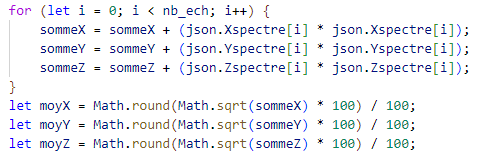 for (let i = 0; i < nb_ech; i++) {
sommeX = sommeX + (json.Xspectre[i] * json.Xspectre[i]);
sommeY = sommeY + (json.Yspectre[i] * json.Yspectre[i]);
sommeZ = sommeZ + (json.Zspectre[i] * json.Zspectre[i]);
}
let moyX = Math.round(Math.sqrt(sommeX) * 100) / 100;
let moyY = Math.round(Math.sqrt(sommeY) * 100) / 100;
let moyZ = Math.round(Math.sqrt(sommeZ) * 100) / 100;